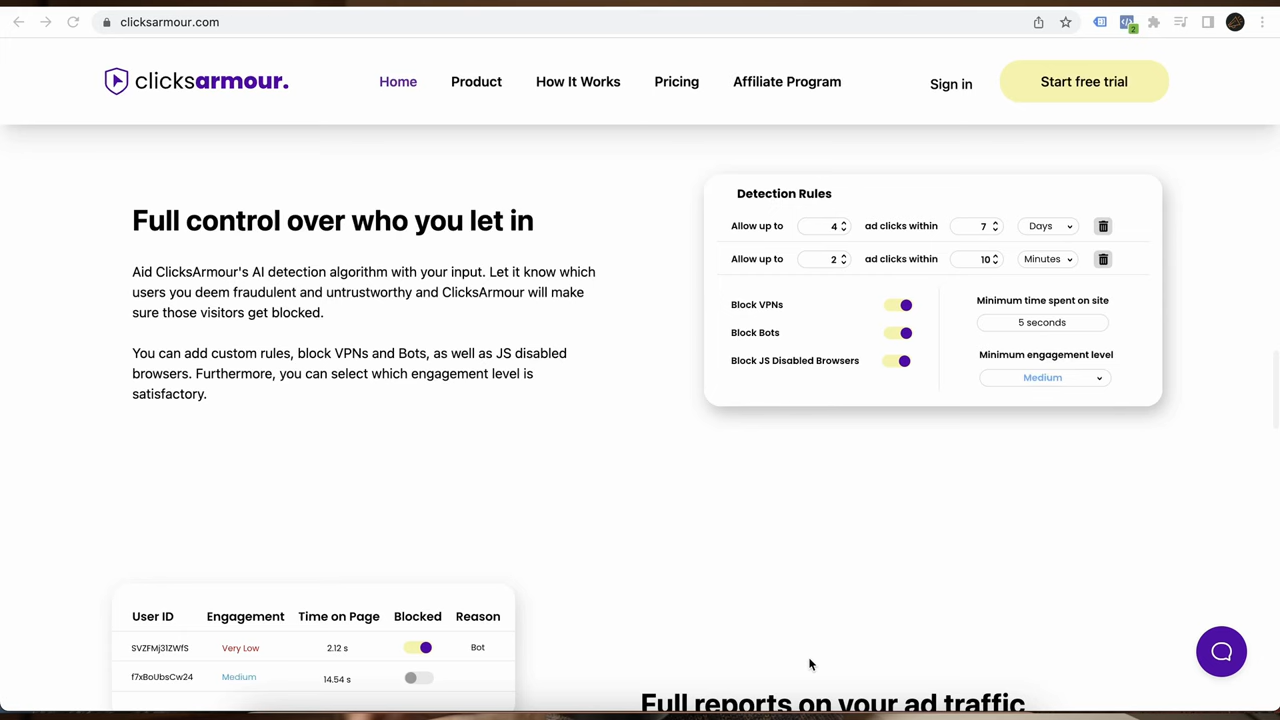 clicksarmour.com
2
clicksarmour.
Home
Product
How It Works
Pricing
Affiliate Program
Sign in
Start free trial
Full control over who you let in
Aid ClicksArmour's AI detection algorithm with your input. Let it know which
users you deem fraudulent and untrustworthy and ClicksArmour will make
sure those visitors get blocked.
You can add custom rules, block VPNs and Bots, as well as JS disabled
browsers. Furthermore, you can select which engagement level is
satisfactory.
Detection Rules
Allow up to 4 ad clicks within 7 Days
Allow up to 2 ad clicks within 10 Minutes
Block VPNs
Block Bots
Block JS Disabled Browsers
Minimum time spent on site
5 seconds
Minimum engagement level
Medium
User ID Engagement Time on Page Blocked Reason
SVZFMj31ZWfS Very Low 2.12 s Bot
f7xBoUbsCw24 Medium 14.54 s
Full reports on your ad traffic